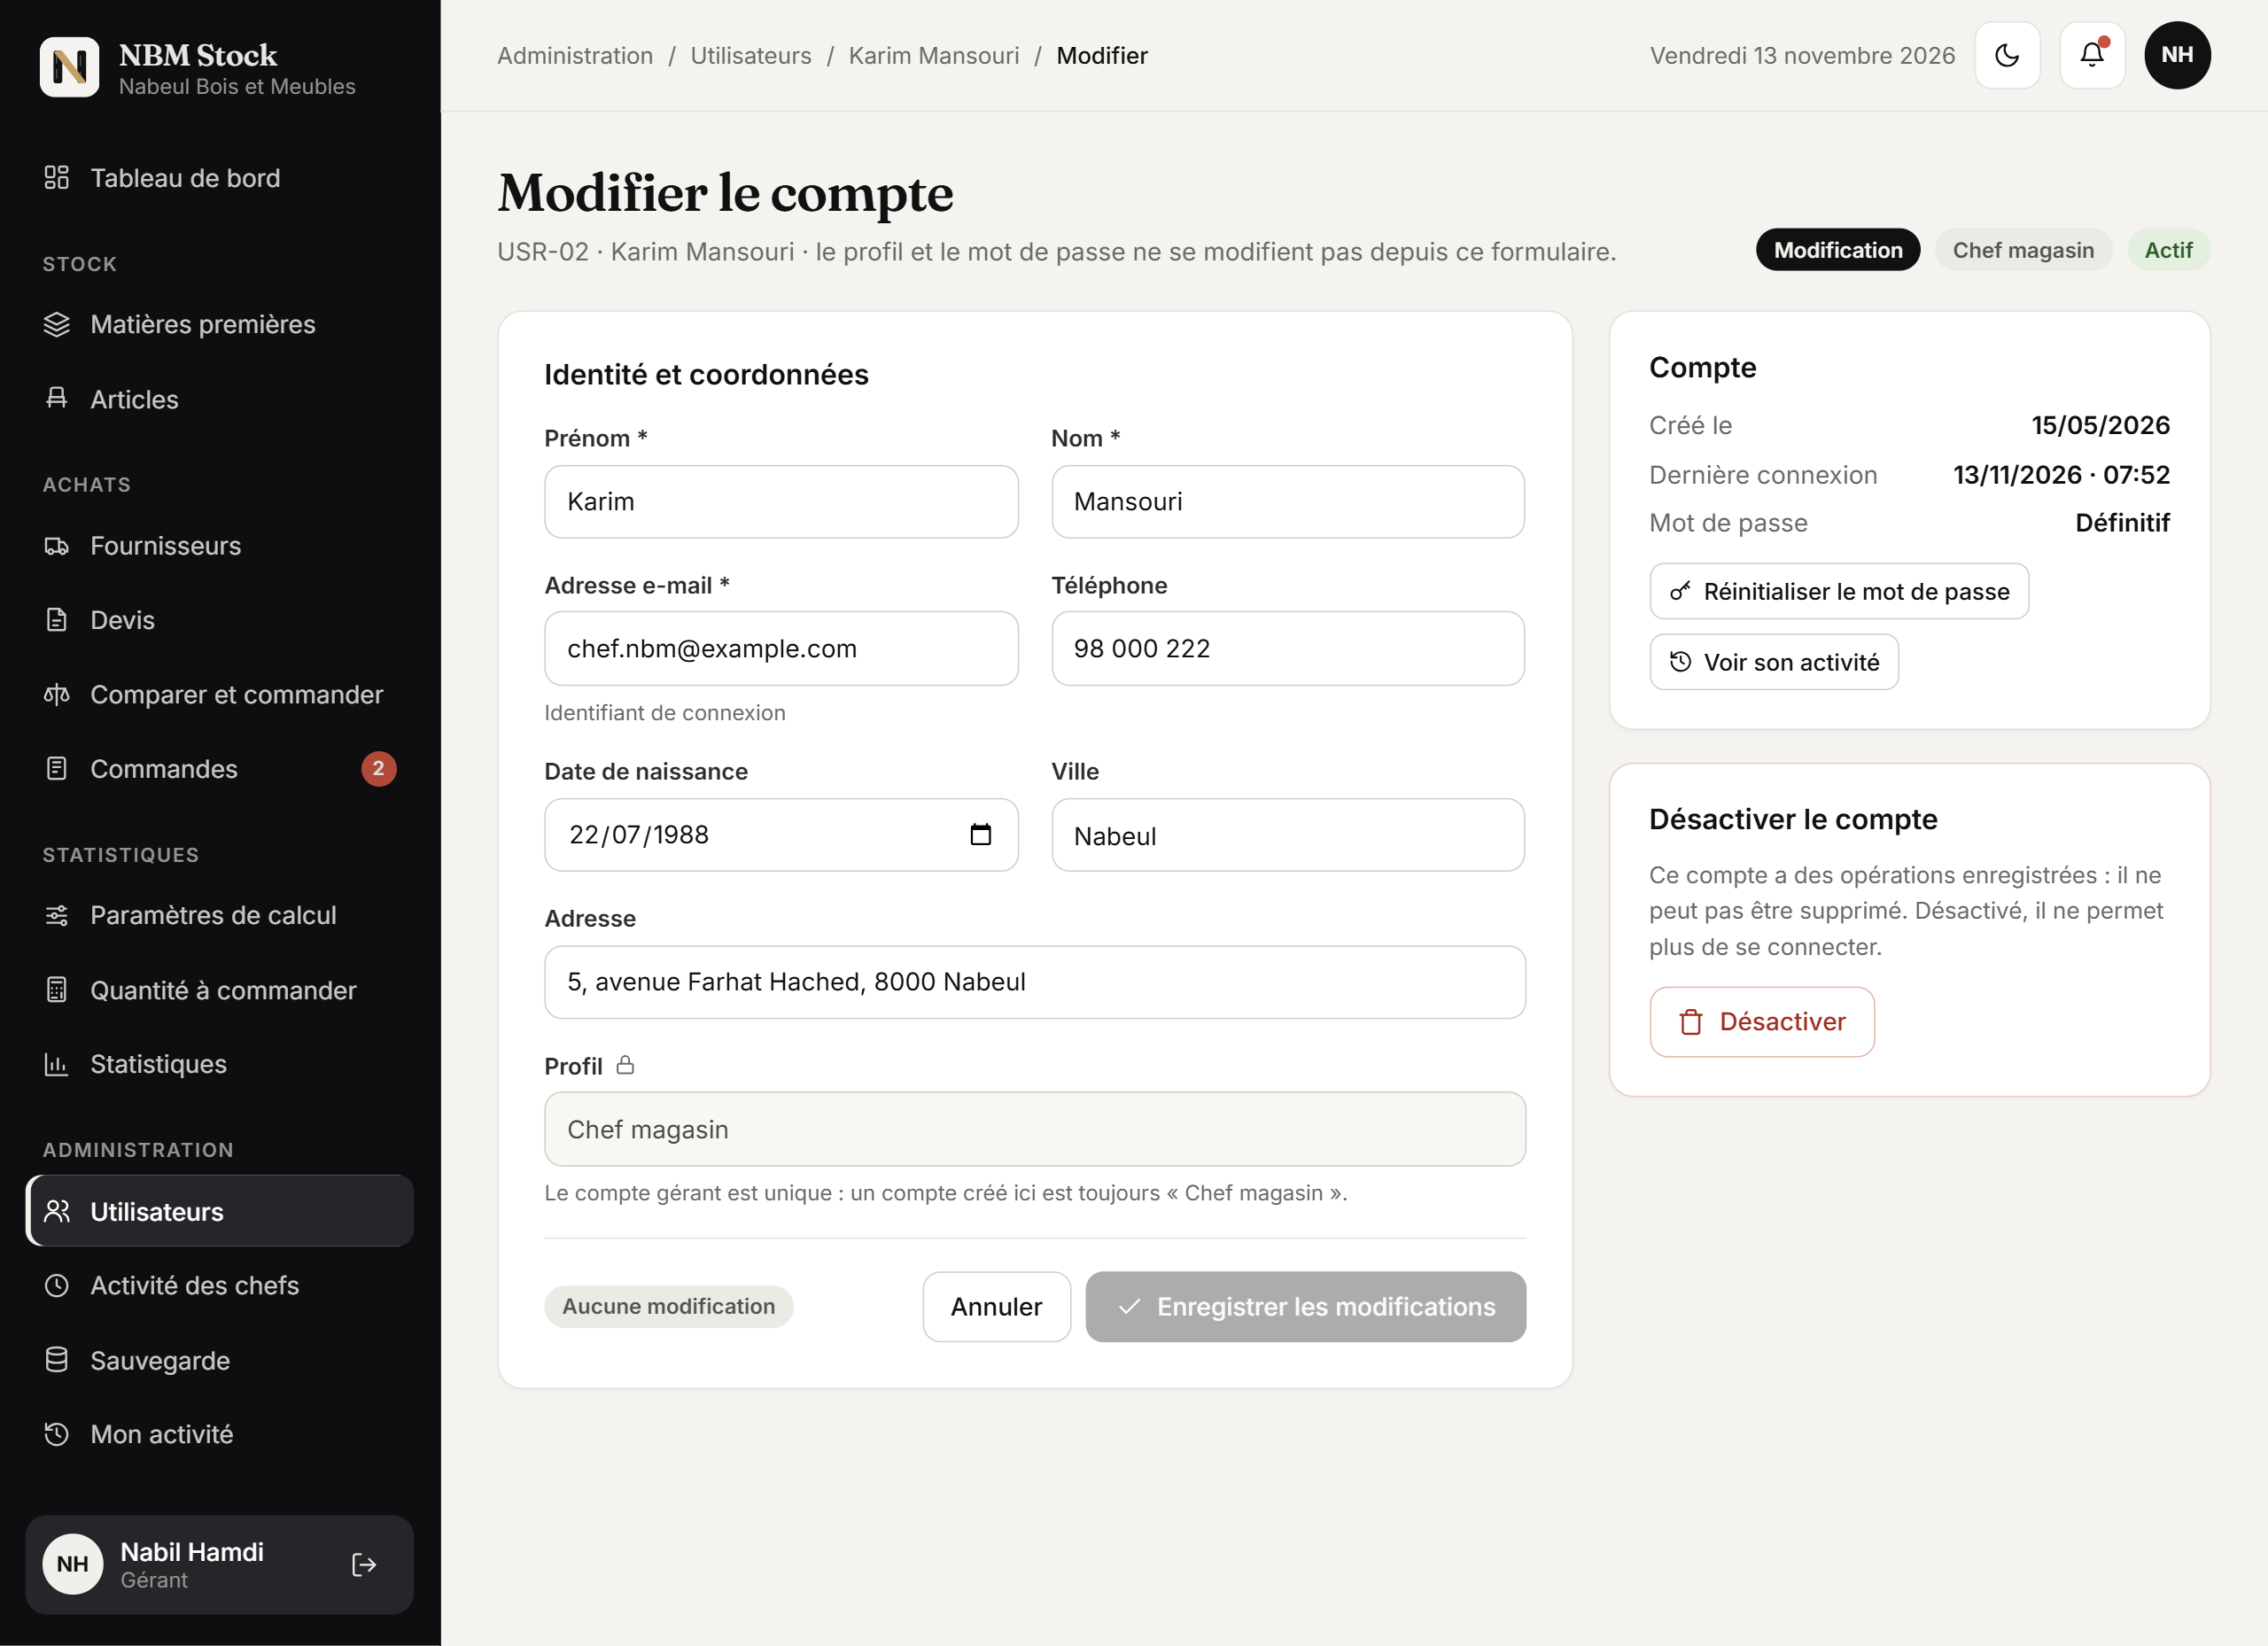 NBM Stock
Nabeul Bois et Meubles
Tableau de bord
STOCK
Matières premières
Articles
ACHATS
Fournisseurs
Devis
Comparer et commander
Commandes 2
STATISTIQUES
Paramètres de calcul
Quantité à commander
Statistiques
ADMINISTRATION
Utilisateurs
Activité des chefs
Sauvegarde
Mon activité
NH
Nabil Hamdi
Gérant
Administration / Utilisateurs / Karim Mansouri / Modifier
Vendredi 13 novembre 2026
NH
Modifier le compte
USR-02 · Karim Mansouri · le profil et le mot de passe ne se modifient pas depuis ce formulaire.
Modification Chef magasin Actif
Identité et coordonnées
Prénom * Nom *
Karim Mansouri
Adresse e-mail * Téléphone
chef.nbm@example.com 98 000 222
Identifiant de connexion
Date de naissance Ville
22/07/1988 Nabeul
Adresse
5, avenue Farhat Hached, 8000 Nabeul
Profil
Chef magasin
Le compte gérant est unique : un compte créé ici est toujours « Chef magasin ».
Aucune modification Annuler Enregistrer les modifications
Compte
Créé le 15/05/2026
Dernière connexion 13/11/2026 · 07:52
Mot de passe Définitif
Réinitialiser le mot de passe
Voir son activité
Désactiver le compte
Ce compte a des opérations enregistrées : il ne
peut pas être supprimé. Désactivé, il ne permet
plus de se connecter.
Désactiver